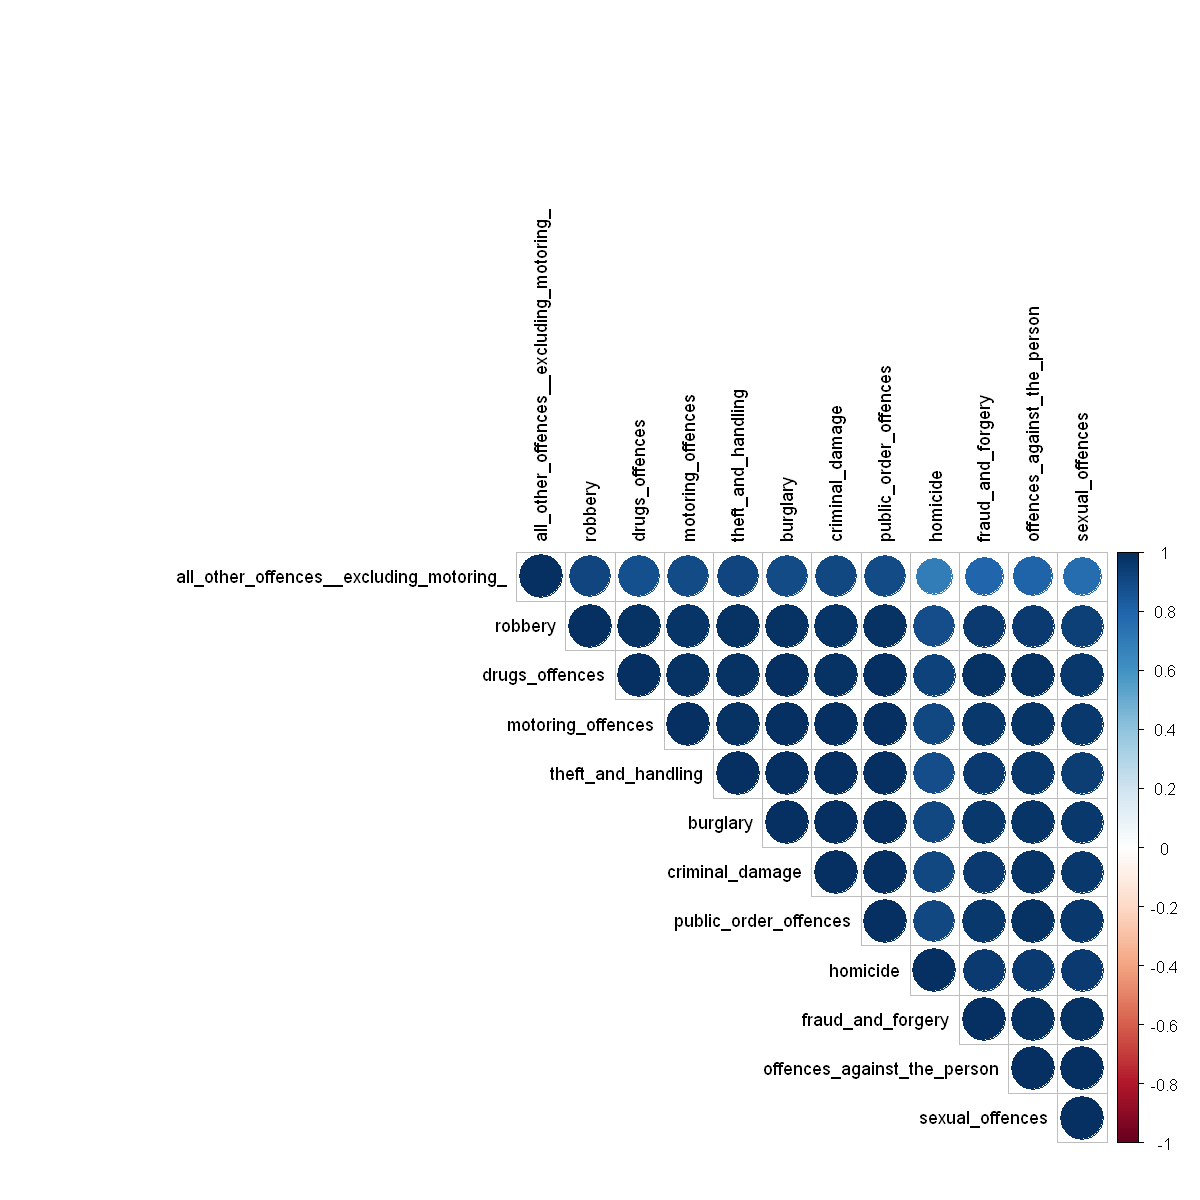 all_other_offences__excluding_motoring_
robbery
drugs_offences
motoring_offences
theft_and_handling
burglary
criminal_damage
public_order_offences
homicide
fraud_and_forgery
offences_against_the_person
sexual_offences
all_other_offences__excluding_motoring_
robbery
drugs_offences
motoring_offences
theft_and_handling
burglary
criminal_damage
public_order_offences
homicide
fraud_and_forgery
offences_against_the_person
sexual_offences
1
0.8
0.6
0.4
0.2
0
-0.2
-0.4
-0.6
-0.8
-1